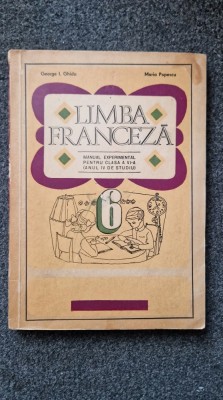 George I. Ghidu
Maria Popescu
LIMBA
FRANCEZĂ
MANUAL EXPERIMENTAL
PENTRU CLASA A VI-A
(ANUL IV DE STUDIU)
6